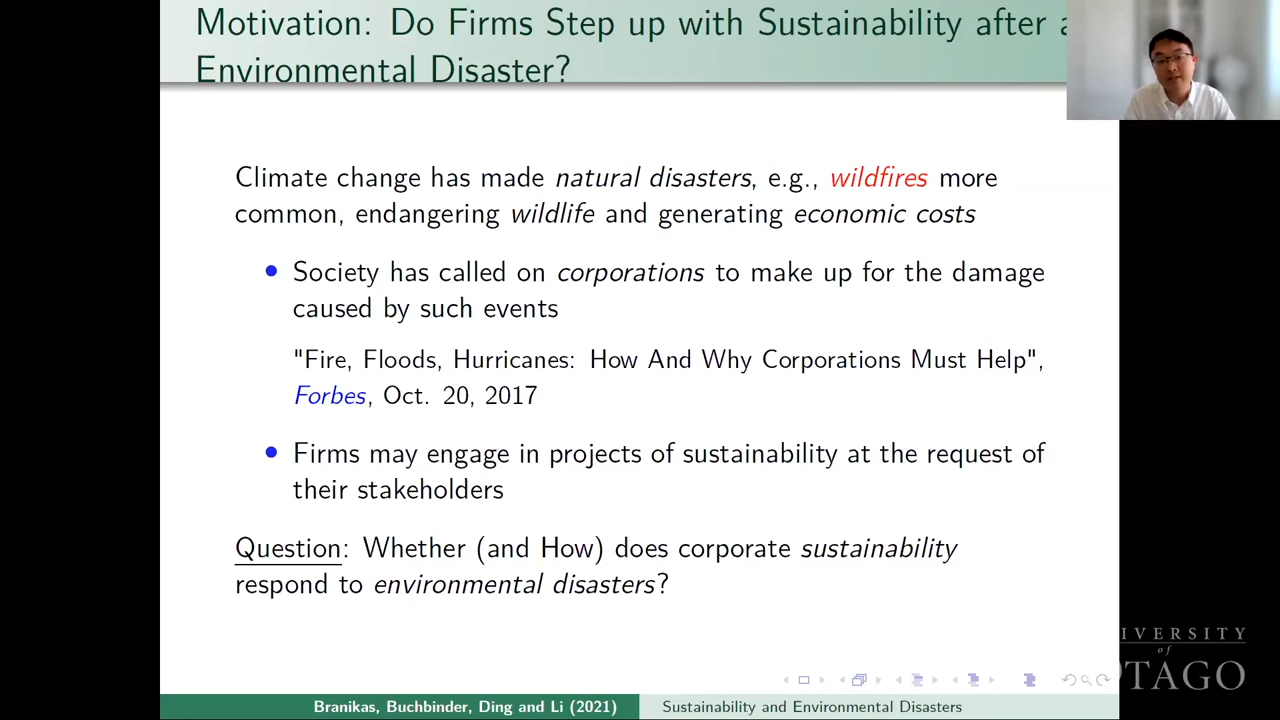 Motivation: Do Firms Step up with Sustainability after a
Environmental Disaster?
Climate change has made natural disasters, e.g., wildfires more
common, endangering wildlife and generating economic costs
Society has called on corporations to make up for the damage
caused by such events
"Fire, Floods, Hurricanes: How And Why Corporations Must Help",
Forbes, Oct. 20, 2017
Firms may engage in projects of sustainability at the request of
their stakeholders
Question: Whether (and How) does corporate sustainability
respond to environmental disasters?
IVERSITY
of
TAGO
Branikas, Buchbinder, Ding and Li (2021)
Sustainability and Environmental Disasters